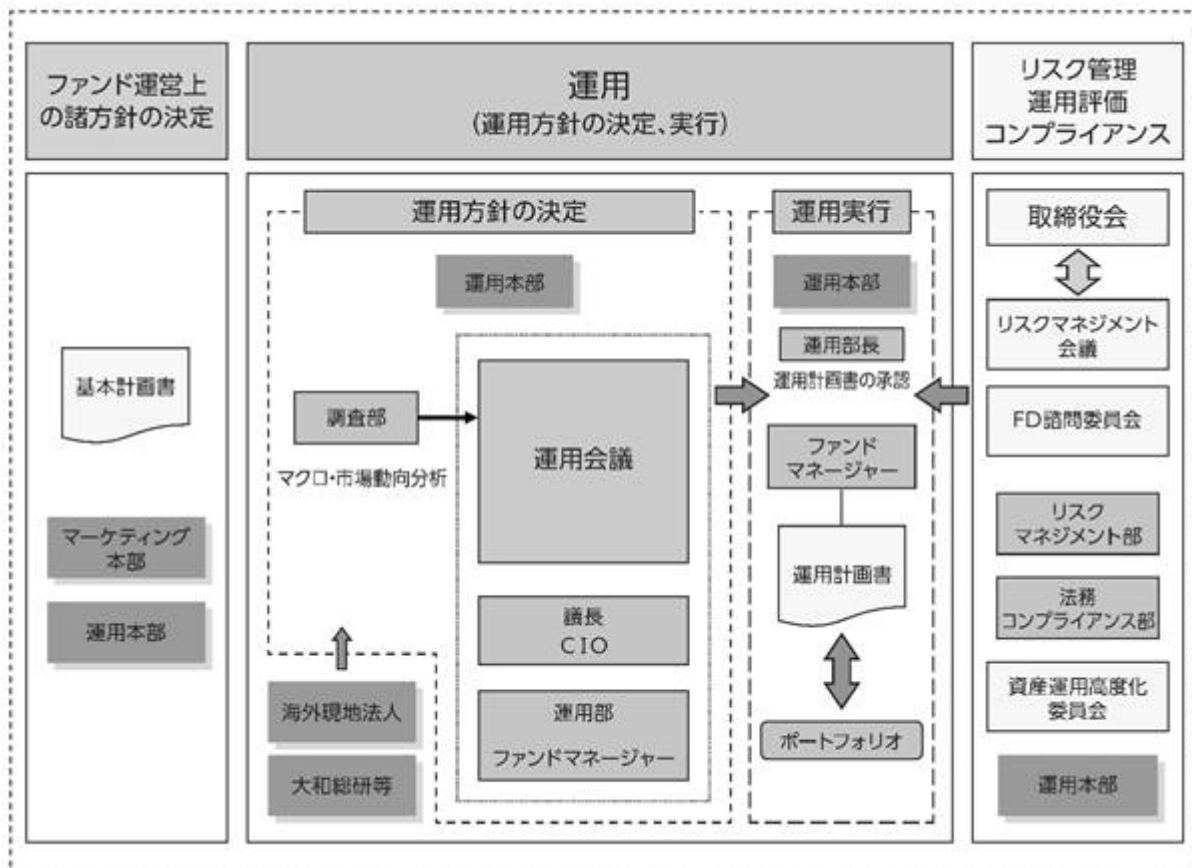 ファンド運営上
の諸方針の決定
運用
(運用方針の決定、実行)
リスク管理
運用評価
コンプライアンス
基本計画書
マーケティング
本部
運用本部
運用方針の決定
運用本部
調査部
マクロ・市場動向分析
運用会議
議長
CIO
運用部
ファンドマネージャー
海外現地法人
大和総研等
運用実行
運用本部
運用部長
運用計画書の承認
ファンド
マネージャー
運用計画書
ポートフォリオ
取締役会
リスクマネジメント
会議
FD諮問委員会
リスク
マネジメント部
法務
コンプライアンス部
資産運用高度化
委員会
運用本部